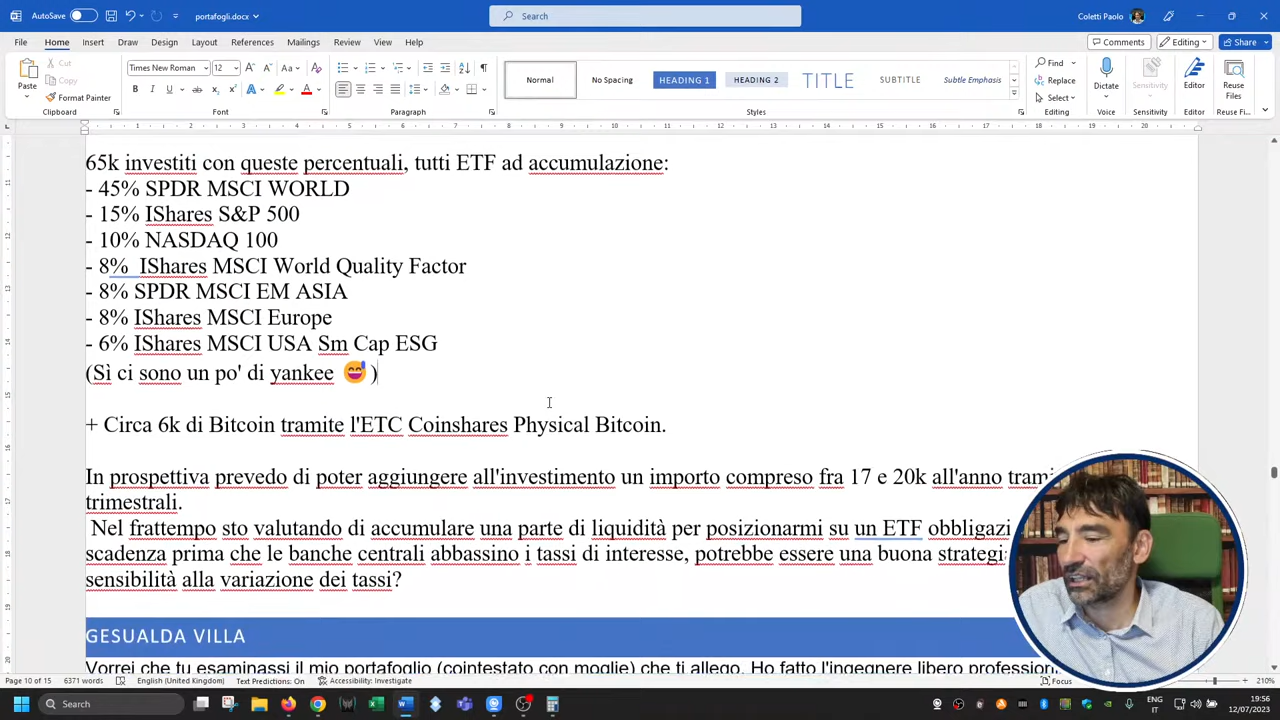 AutoSave
portafogli.docx
Search
Coletti Paolo
File Home Insert Draw Design Layout References Mailings Review View Help
Comments Editing Share
Paste
Cut
Copy
Format Painter
Clipboard
Times New Roman 12
Font
Paragraph
Normal
No Spacing
HEADING 1
HEADING 2
TITLE
SUBTITLE
Subtle Emphasis
Styles
Find
Replace
Select
Editing
Dictate
Voice
Sensitivity
Sensitivity
Editor
Editor
Reuse Files
Reuse Fi...
65k investiti con queste percentuali, tutti ETF ad accumulazione:
- 45% SPDR MSCI WORLD
- 15% IShares S&P 500
- 10% NASDAQ 100
- 8%  IShares MSCI World Quality Factor
- 8% SPDR MSCI EM ASIA
- 8% IShares MSCI Europe
- 6% IShares MSCI USA Sm Cap ESG
(Sì ci sono un po' di yankee 😅 )
+ Circa 6k di Bitcoin tramite l'ETC Coinshares Physical Bitcoin.
In prospettiva prevedo di poter aggiungere all'investimento un importo compreso fra 17 e 20k all'anno trami
trimestrali.
Nel frattempo sto valutando di accumulare una parte di liquidità per posizionarmi su un ETF obbligazi
scadenza prima che le banche centrali abbassino i tassi di interesse, potrebbe essere una buona strategi
sensibilità alla variazione dei tassi?
GESUALDA VILLA
Vorrei che tu esaminassi il mio portafoglio (cointestato con moglie) che ti allego. Ho fatto l'ingegnere libero profession
Page 10 of 15 6371 words English (United Kingdom) Text Predictions: On Accessibility: Investigate Focus 210%
Search
ENG
IT
19:56
12/07/2023